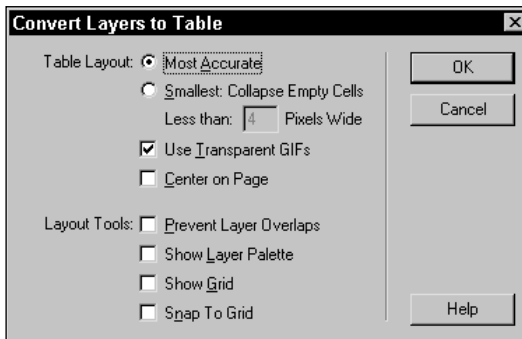 Convert Layers to Table
Table Layout: Most Accurate
Smallest: Collapse Empty Cells
Less than: 4 Pixels Wide
Use Transparent GIFs
Center on Page
Layout Tools: Prevent Layer Overlaps
Show Layer Palette
Show Grid
Snap To Grid
OK
Cancel
Help